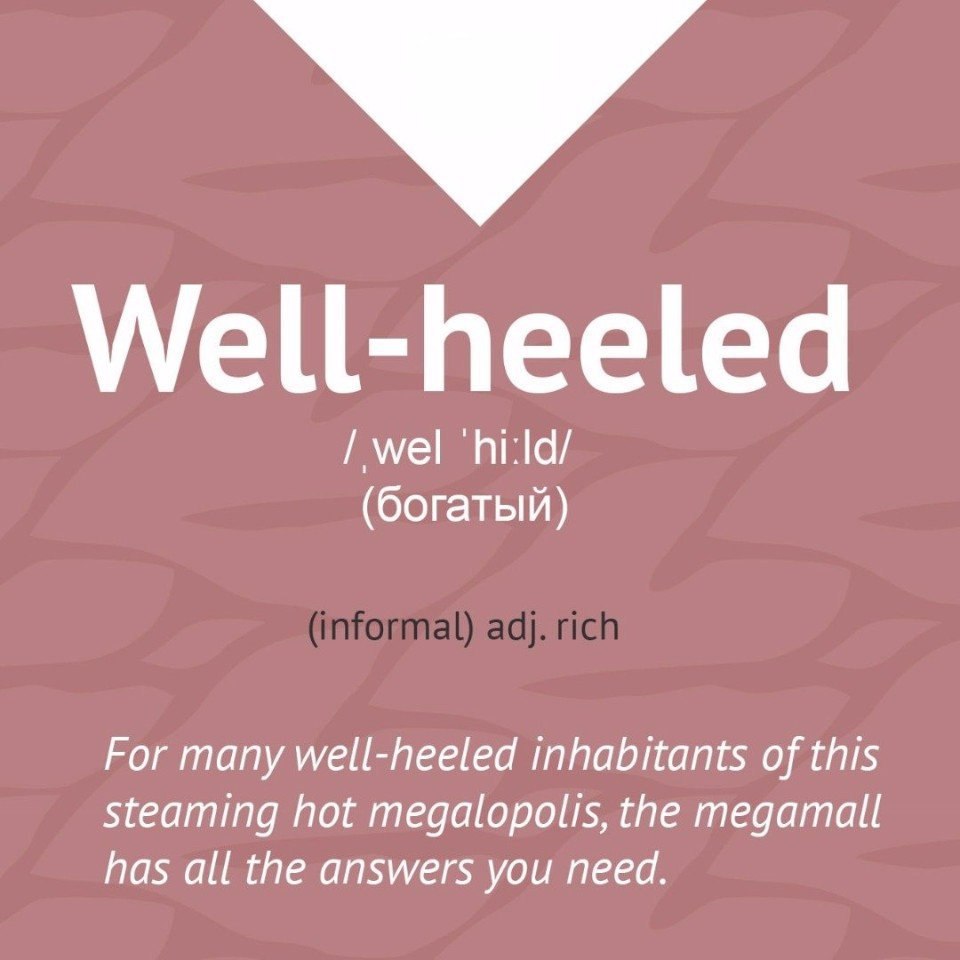 Well-heeled
/ˌwel ˈhiːld/
(богатый)
(informal) adj. rich
For many well-heeled inhabitants of this
steaming hot megalopolis, the megamall
has all the answers you need.